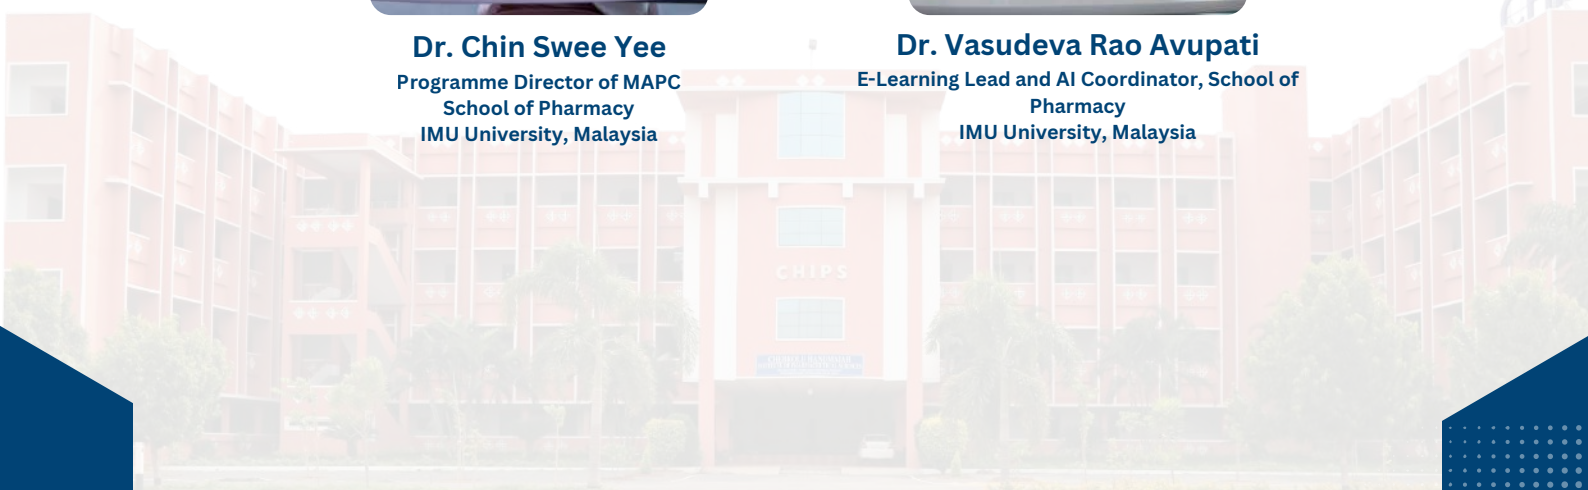 Dr. Chin Swee Yee
Programme Director of MAPC
School of Pharmacy
IMU University, Malaysia
Dr. Vasudeva Rao Avupati
E-Learning Lead and AI Coordinator, School of
Pharmacy
IMU University, Malaysia
CHIPS